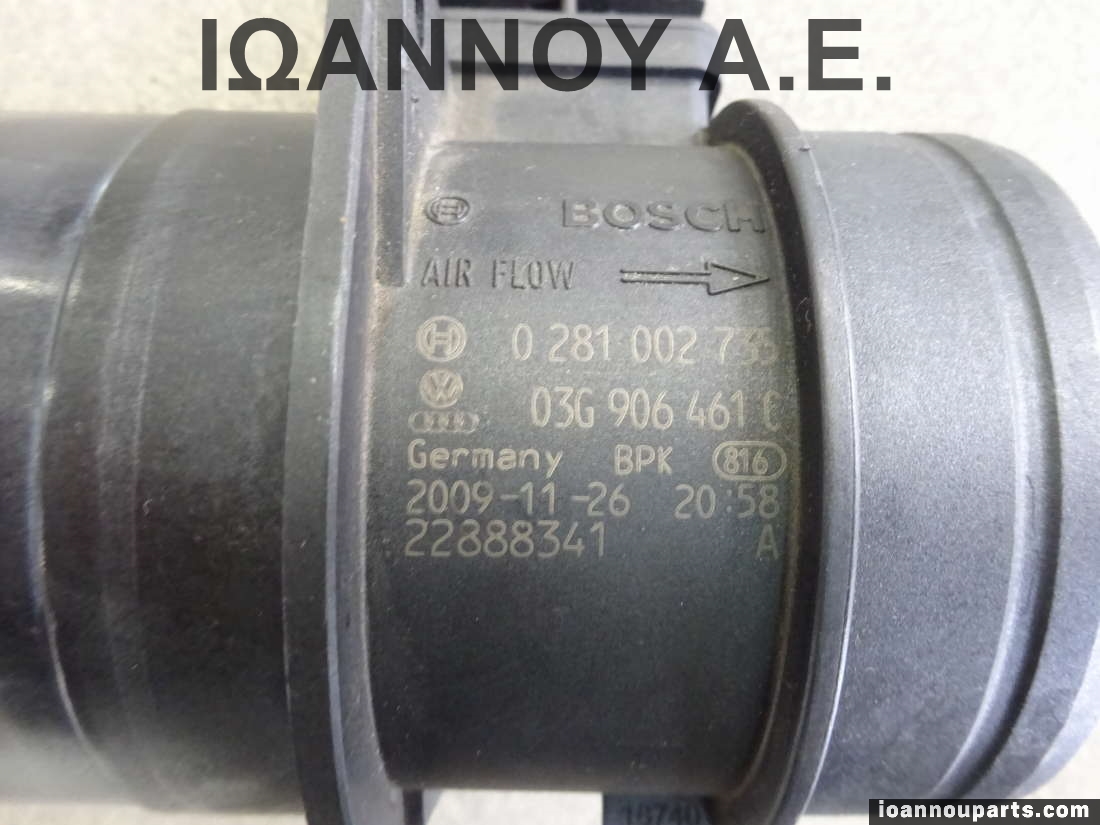 ΙΩΑΝΝΟΥ Α.Ε.
BOSCH
AIR FLOW
0 281 002 735
03G 906 461 C
Germany BPK 816
2009-11-26 20:58
22888341 A
ioannouparts.com